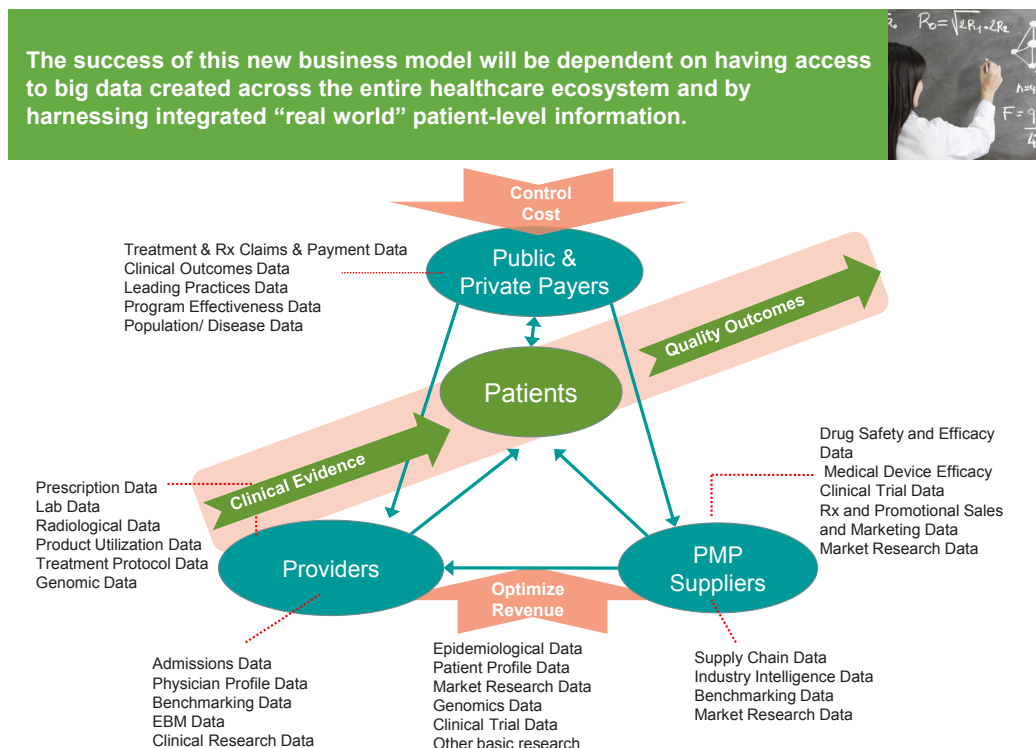 The success of this new business model will be dependent on having access
to big data created across the entire healthcare ecosystem and by
harnessing integrated “real world” patient-level information.
R₀=√2R₁-2R₂
n=4
F=9
4
Control
Cost
Treatment & Rx Claims & Payment Data
Clinical Outcomes Data
Leading Practices Data
Program Effectiveness Data
Population/ Disease Data
Public &
Private Payers
Quality Outcomes
Patients
Clinical Evidence
Drug Safety and Efficacy
Data
Medical Device Efficacy
Clinical Trial Data
Rx and Promotional Sales
and Marketing Data
Market Research Data
Prescription Data
Lab Data
Radiological Data
Product Utilization Data
Treatment Protocol Data
Genomic Data
Providers
PMP
Suppliers
Optimize
Revenue
Admissions Data
Physician Profile Data
Benchmarking Data
EBM Data
Clinical Research Data
Epidemiological Data
Patient Profile Data
Market Research Data
Genomics Data
Clinical Trial Data
Other basic research
Supply Chain Data
Industry Intelligence Data
Benchmarking Data
Market Research Data